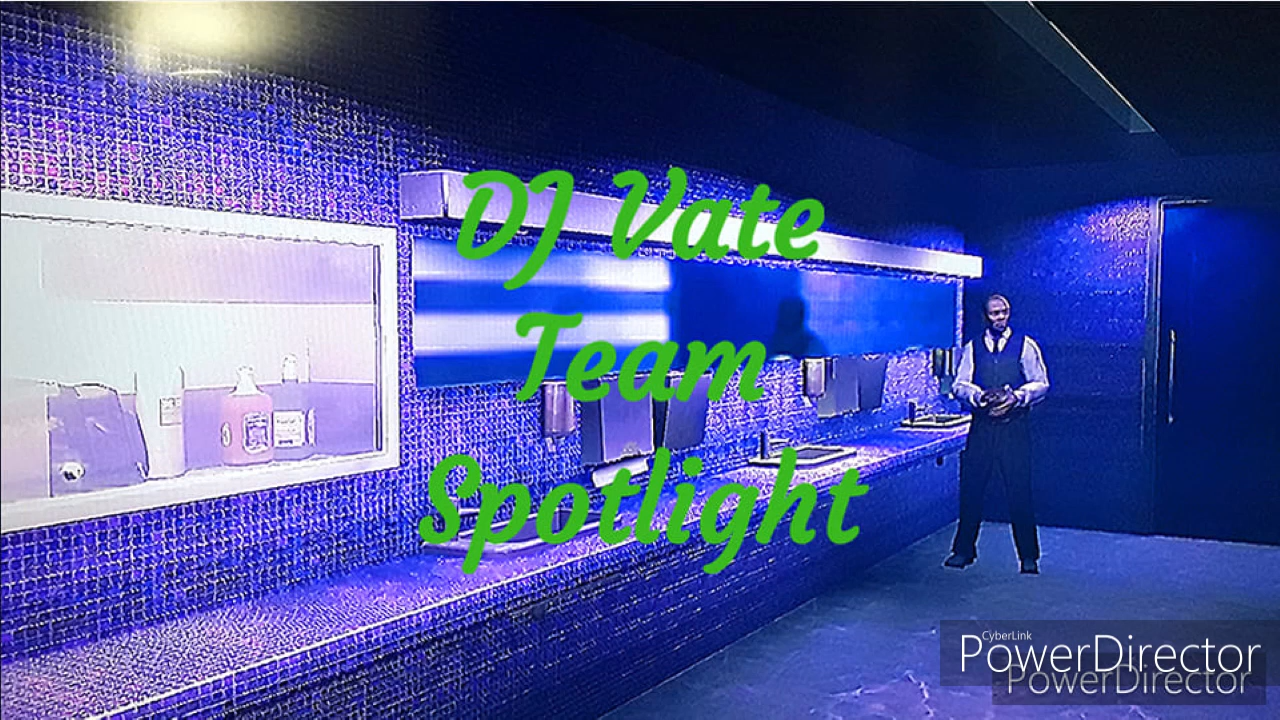 DJ Vate
Team
Spotlight
CyberLink
PowerDirector
PowerDirector